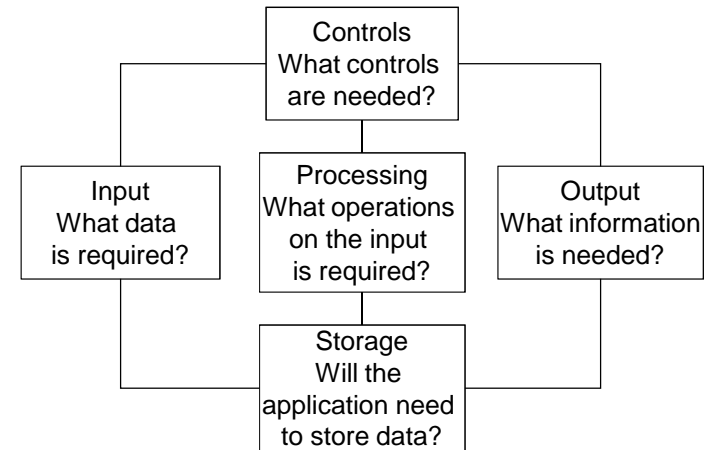 Controls
What controls
are needed?
Input
What data
is required?
Processing
What operations
on the input
is required?
Output
What information
is needed?
Storage
Will the
application need
to store data?